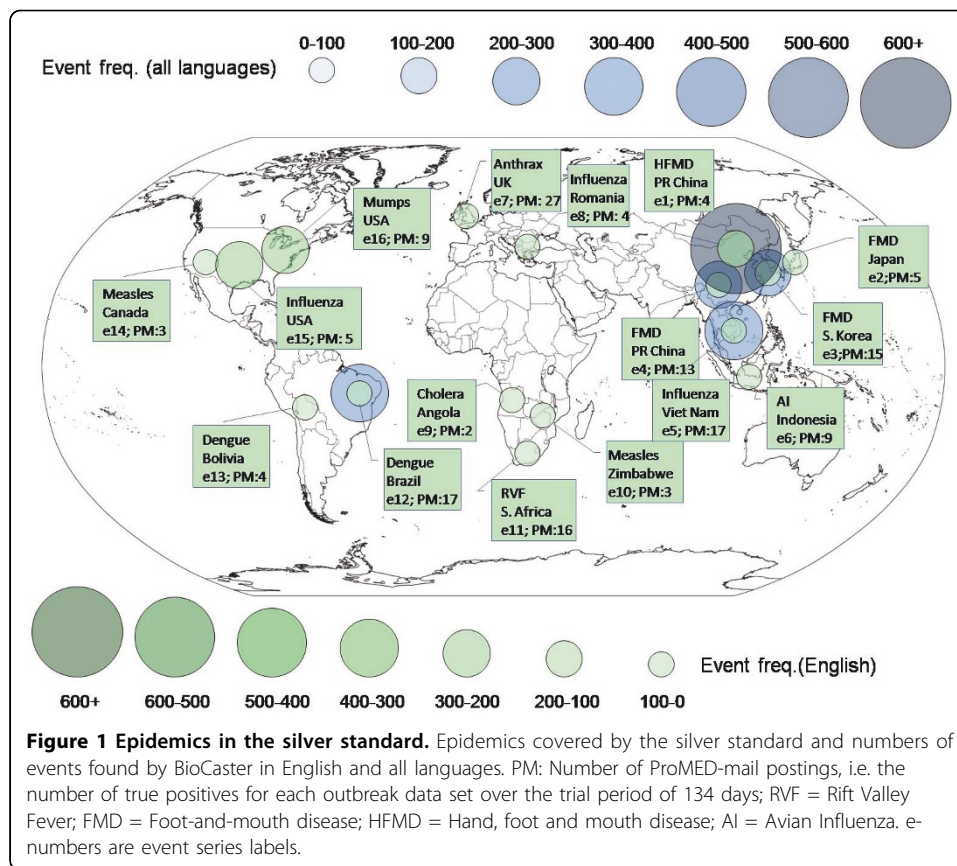 0-100 100-200 200-300 300-400 400-500 500-600 600+
Event freq. (all languages)
Anthrax
UK
e7; PM: 27
Influenza
Romania
e8; PM: 4
HFMD
PR China
e1; PM:4
Mumps
USA
e16; PM: 9
FMD
Japan
e2;PM:5
Measles
Canada
e14; PM:3
Influenza
USA
e15; PM: 5
FMD
PR China
e4; PM:13
FMD
S. Korea
e3;PM:15
Cholera
Angola
e9; PM:2
Influenza
Viet Nam
e5; PM:17
AI
Indonesia
e6; PM:9
Dengue
Bolivia
e13; PM:4
Dengue
Brazil
e12; PM:17
Measles
Zimbabwe
e10; PM:3
RVF
S. Africa
e11; PM:16
Event freq.(English)
600+ 600-500 500-400 400-300 300-200 200-100 100-0
Figure 1 Epidemics in the silver standard. Epidemics covered by the silver standard and numbers of
events found by BioCaster in English and all languages. PM: Number of ProMED-mail postings, i.e. the
number of true positives for each outbreak data set over the trial period of 134 days; RVF = Rift Valley
Fever; FMD = Foot-and-mouth disease; HFMD = Hand, foot and mouth disease; AI = Avian Influenza. e-
numbers are event series labels.